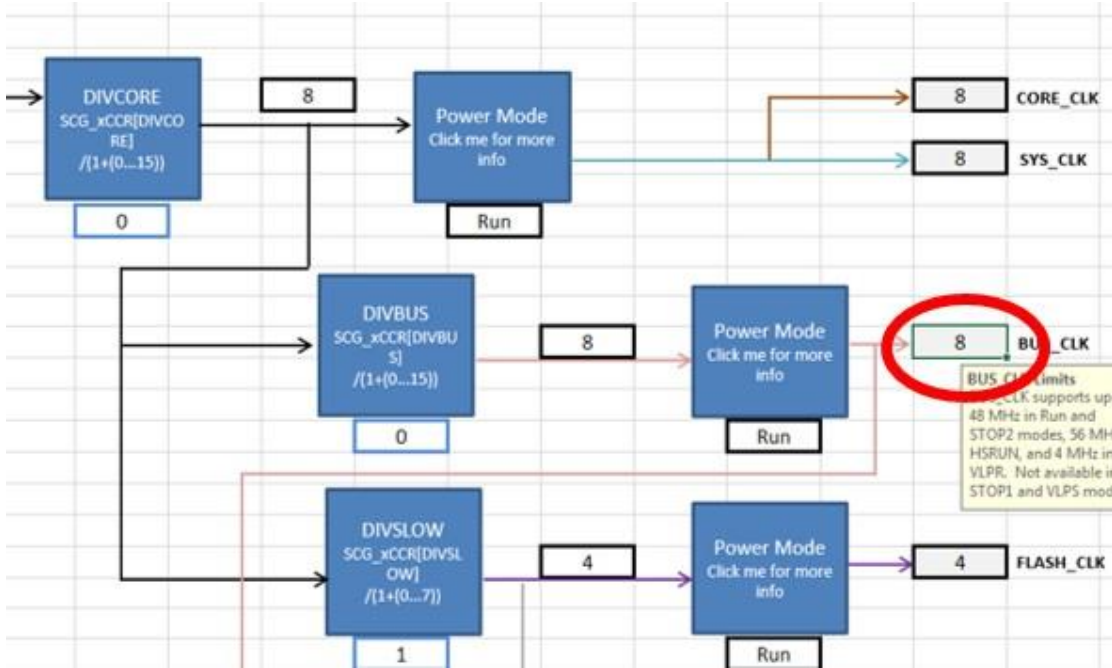 DIVCORE
SCG_xCCR[DIVCO
RE]
/(1+(0...15))
8
0
Power Mode
Click me for more
info
Run
8 CORE_CLK
8 SYS_CLK
DIVBUS
SCG_xCCR[DIVBU
S]
/(1+(0...15))
8
0
Power Mode
Click me for more
info
Run
8 BUS_CLK
BUS_CLK Limits
CLK supports up
48 MHz in Run and
STOP2 modes, 56 MH
HSRUN, and 4 MHz in
VLPR. Not available i
STOP1 and VLPS mod
DIVSLOW
SCG_xCCR[DIVSL
OW]
/(1+(0...7))
4
1
Power Mode
Click me for more
info
Run
4 FLASH_CLK